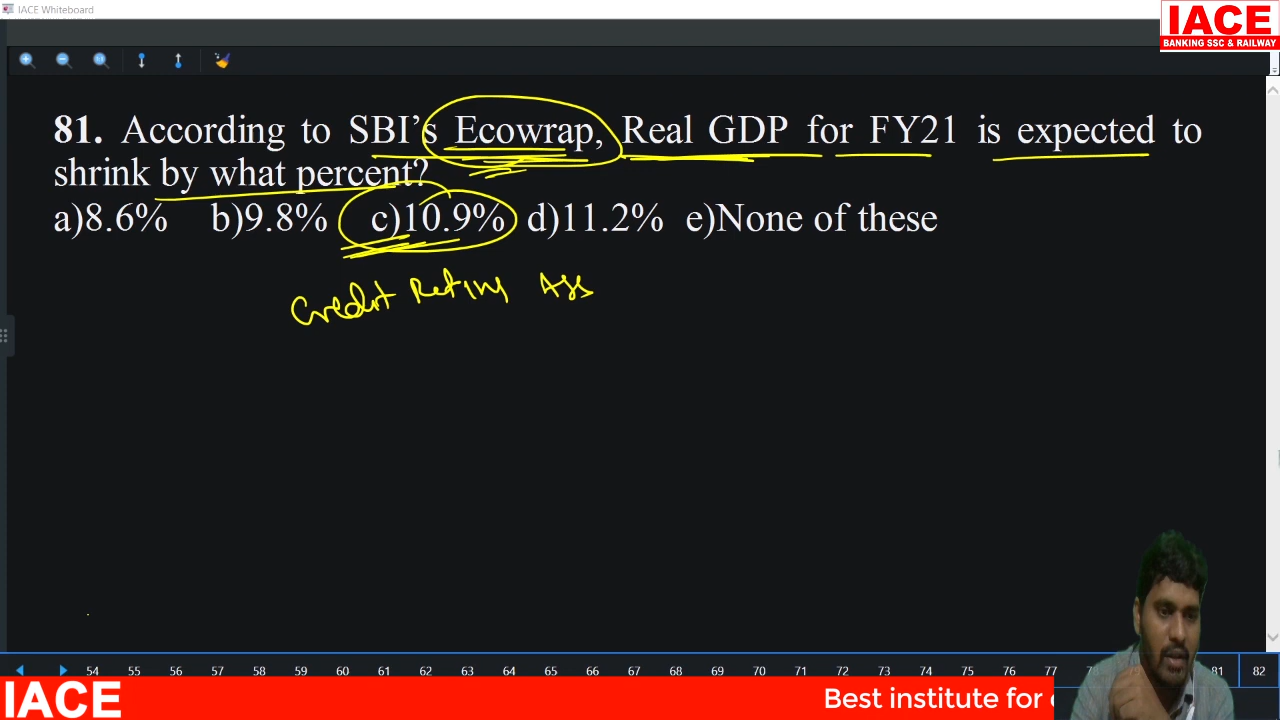 IACE Whiteboard
IACE
BANKING SSC & RAILWAY
81. According to SBI's Ecowrap, Real GDP for FY21 is expected to
shrink by what percent?
a)8.6% b)9.8% c)10.9% d)11.2% e)None of these
Credit Rating Ass
54 55 56 57 58 59 60 61 62 63 64 65 66 67 68 69 70 71 72 73 74 75 76 77 78 81 82
IACE
Best institute for